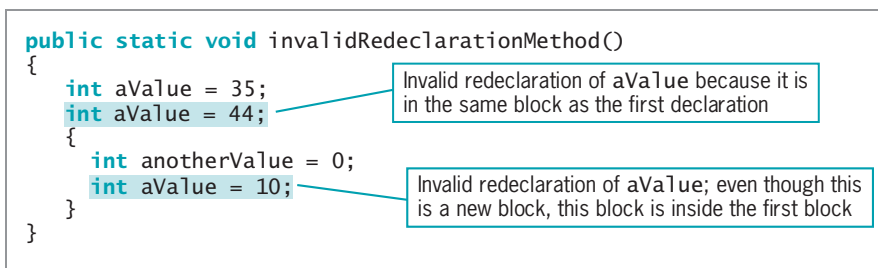 public static void invalidRedeclarationMethod()
{
int aValue = 35;
int aValue = 44;
Invalid redeclaration of aValue because it is
in the same block as the first declaration
{
int anotherValue = 0;
int aValue = 10;
Invalid redeclaration of aValue; even though this
is a new block, this block is inside the first block
}
}